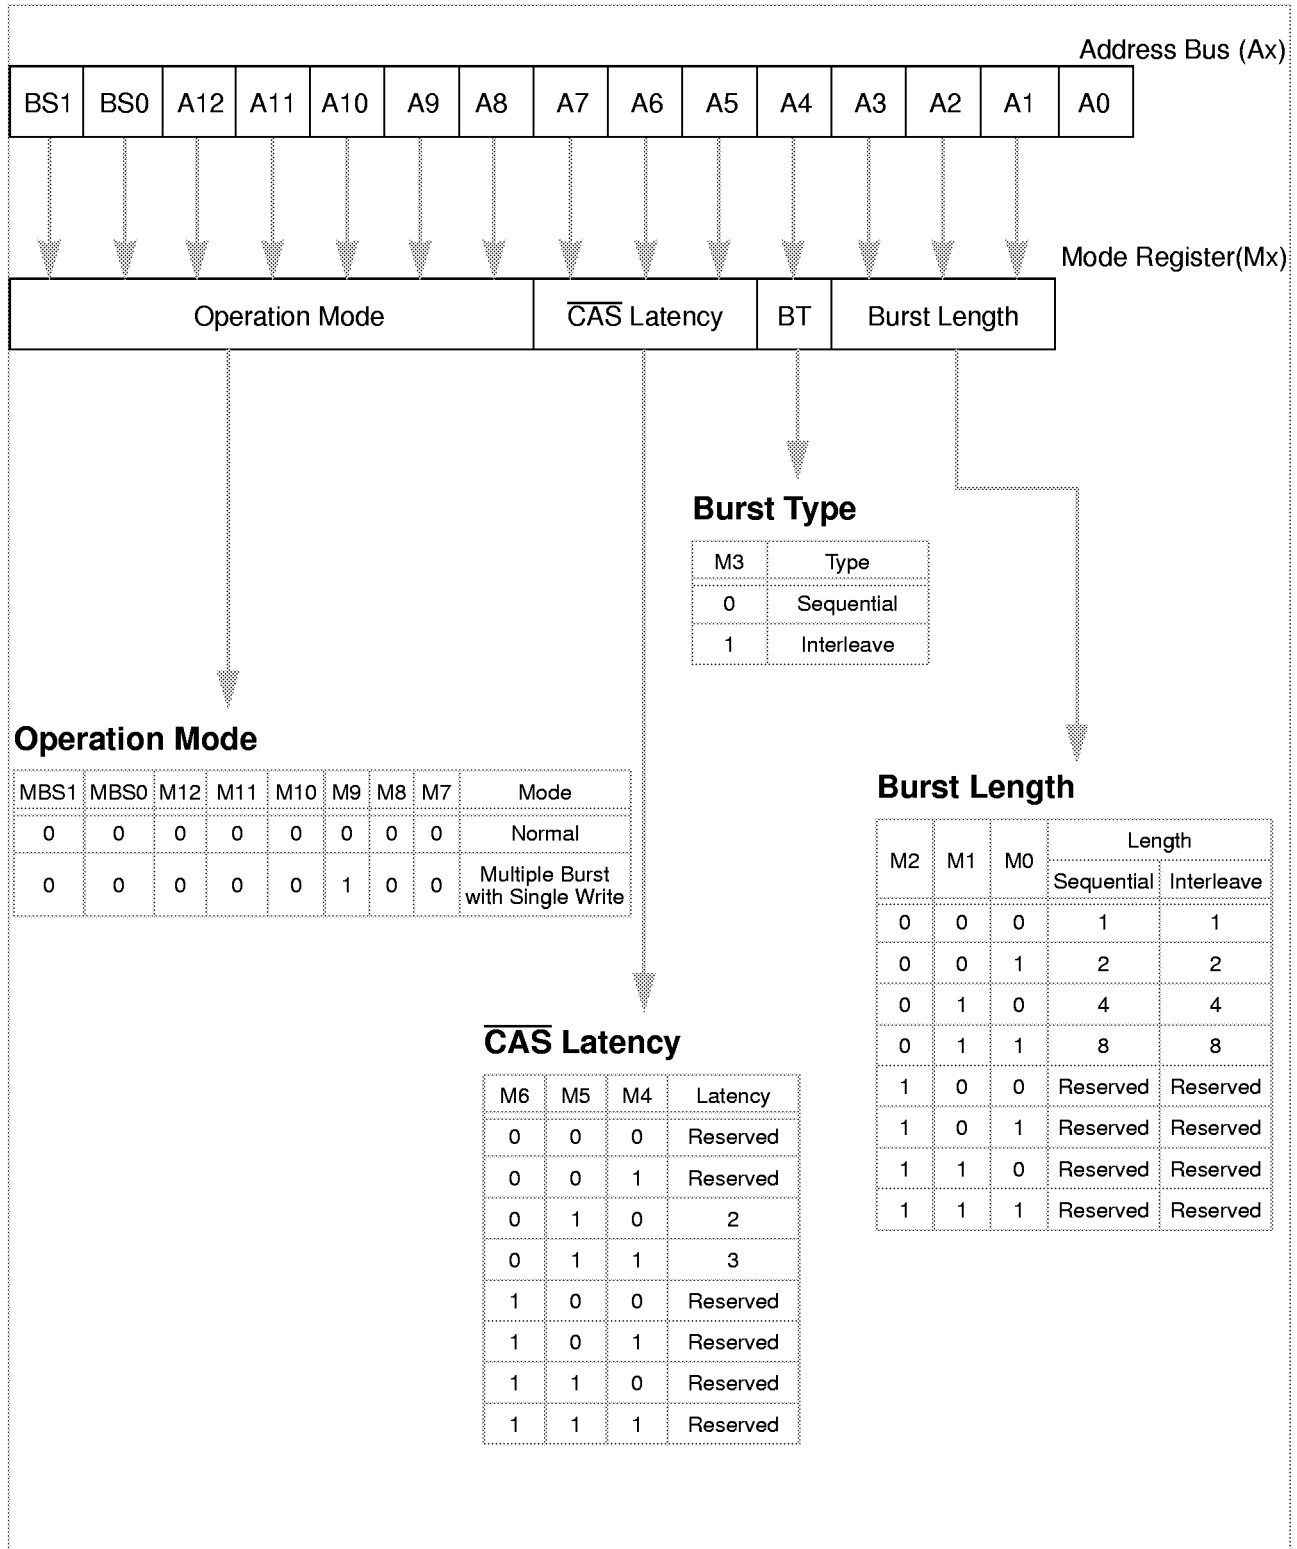 Address Bus (Ax)
BS1 BS0 A12 A11 A10 A9 A8 A7 A6 A5 A4 A3 A2 A1 A0
Mode Register(Mx)
Operation Mode CAS Latency BT Burst Length
Burst Type
M3 Type
0 Sequential
1 Interleave
Operation Mode
MBS1 MBS0 M12 M11 M10 M9 M8 M7 Mode
0 0 0 0 0 0 0 0 Normal
0 0 0 0 0 1 0 0 Multiple Burst
with Single Write
Burst Length
M2 M1 M0 Length
Sequential Interleave
0 0 0 1 1
0 0 1 2 2
0 1 0 4 4
0 1 1 8 8
1 0 0 Reserved Reserved
1 0 1 Reserved Reserved
1 1 0 Reserved Reserved
1 1 1 Reserved Reserved
CAS Latency
M6 M5 M4 Latency
0 0 0 Reserved
0 0 1 Reserved
0 1 0 2
0 1 1 3
1 0 0 Reserved
1 0 1 Reserved
1 1 0 Reserved
1 1 1 Reserved